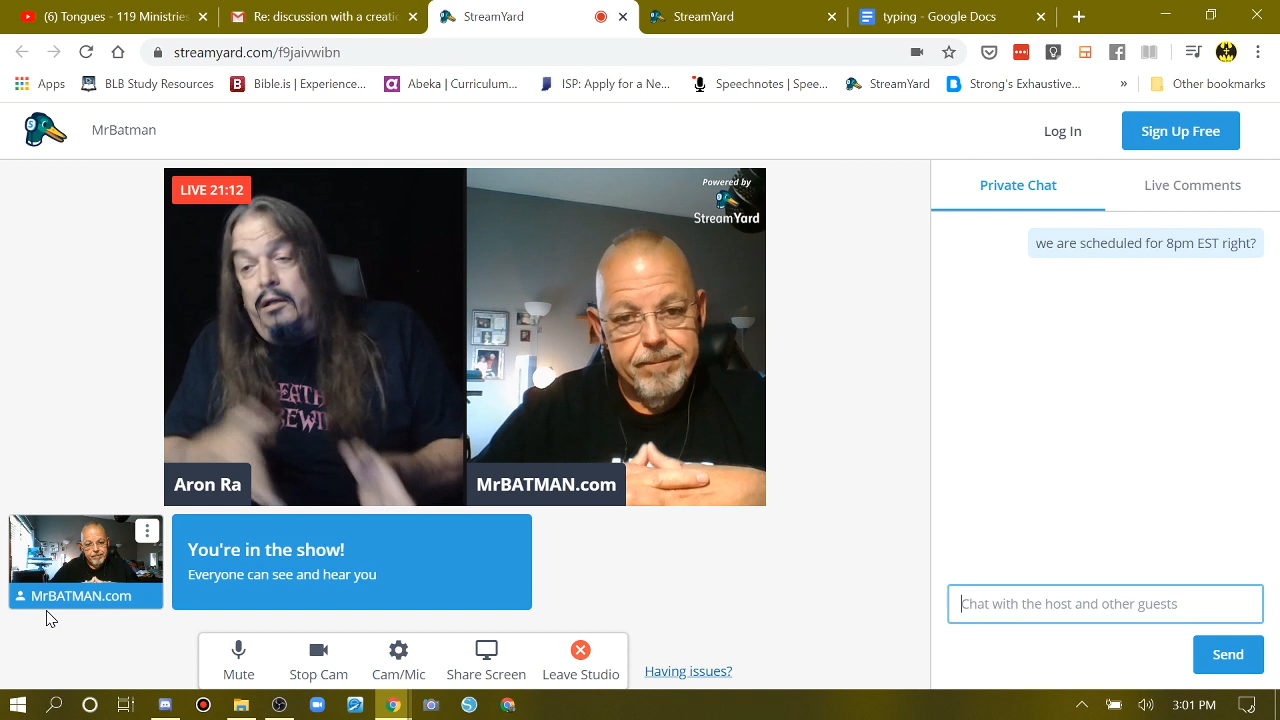 (6) Tongues - 119 Ministries
Re: discussion with a creatic
StreamYard
StreamYard
typing - Google Docs
streamyard.com/f9jaivwibn
Apps
BLB Study Resources
Bible.is | Experience...
Abeka | Curriculum...
ISP: Apply for a Ne...
Speechnotes | Spee...
StreamYard
Strong's Exhaustive...
»
Other bookmarks
MrBatman
Log In
Sign Up Free
LIVE 21:12
Powered by
StreamYard
Aron Ra
MrBATMAN.com
Private Chat
Live Comments
we are scheduled for 8pm EST right?
MrBATMAN.com
You're in the show!
Everyone can see and hear you
Mute
Stop Cam
Cam/Mic
Share Screen
Leave Studio
Having issues?
Chat with the host and other guests
Send
3:01 PM